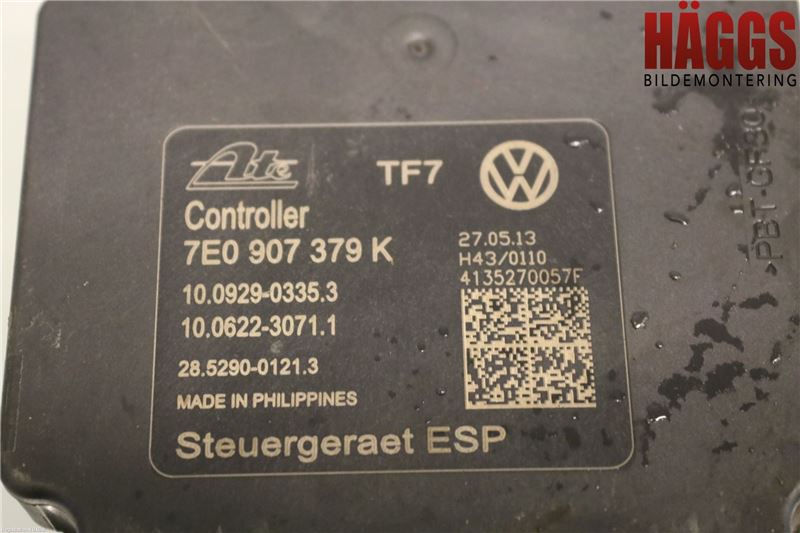 HÄGGS
BILDEMONTERING
Ate
TF7
Controller
7E0 907 379 K
27.05.13
H43/0110
4135270057F
10.0929-0335.3
10.0622-3071.1
28.5290-0121.3
MADE IN PHILIPPINES
Steuergeraet ESP